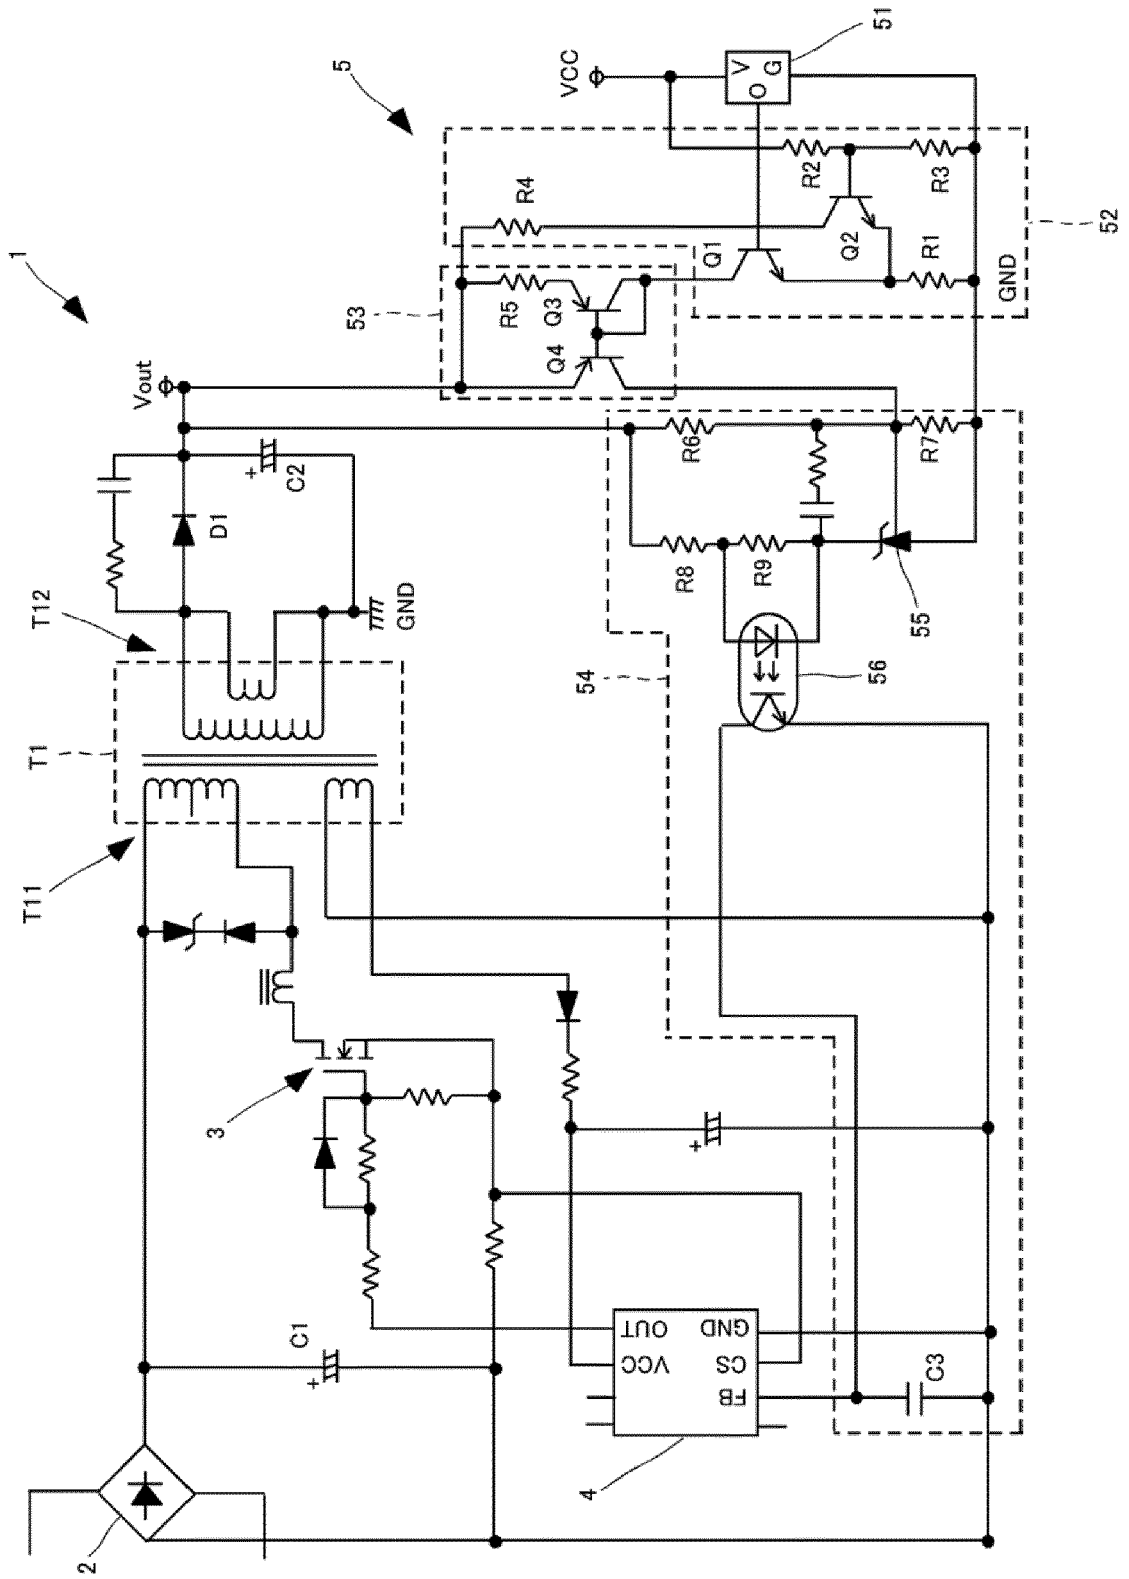 1
5
51
VCC
V
G
O
R4
R2
R3
Q2
Q1
R1
GND
52
53
R5
Q3
Q4
Vout
+
C2
D1
GND
T12
T1
T11
R6
R7
R8
R9
55
56
54
3
+
C1
+
OUT
GND
VCC
CS
FB
C3
4
2